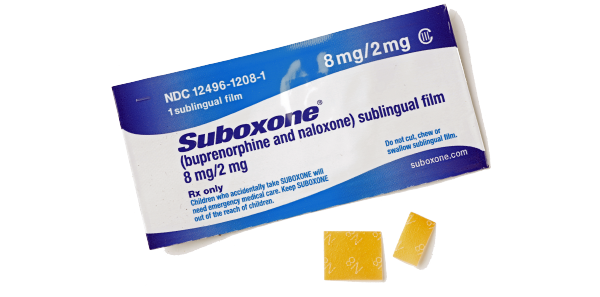 NDC 12496-1208-1
1 sublingual film
8 mg/2 mg
CIII
Suboxone®
(buprenorphine and naloxone) sublingual film
8 mg/2 mg
Rx only
Children who accidentally take SUBOXONE will
need emergency medical care. Keep SUBOXONE
out of the reach of children.
Do not cut, chew or
swallow sublingual film.
suboxone.com
N8
N8